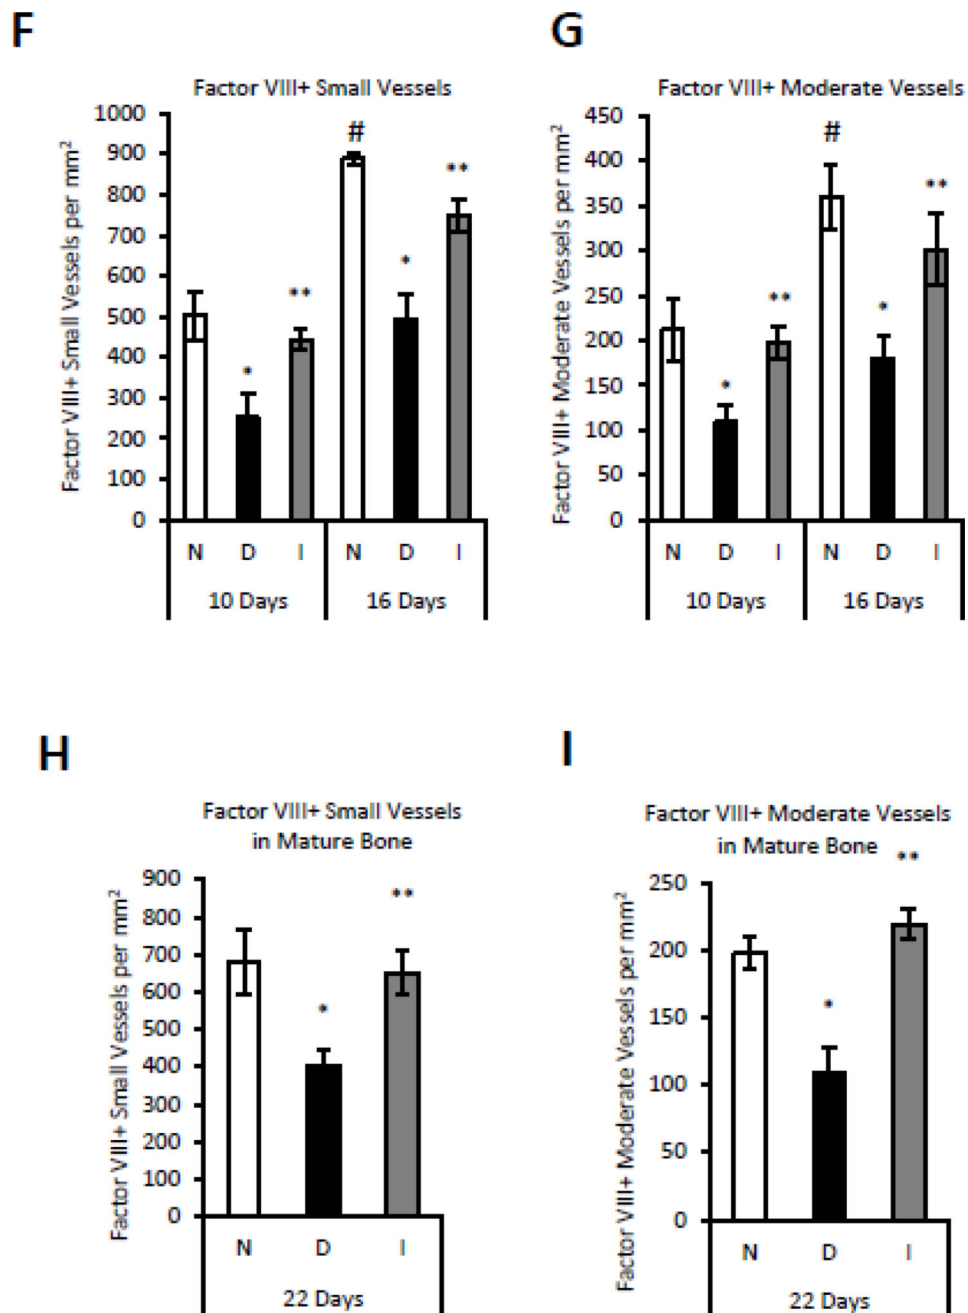 F
Factor VIII+ Small Vessels
Factor VIII+ Small Vessels per mm²
1000
900
800
700
600
500
400
300
200
100
0
#
*
**
*
**
N D I N D I
10 Days 16 Days
G
Factor VIII+ Moderate Vessels
Factor VIII+ Moderate Vessels per mm²
450
400
350
300
250
200
150
100
50
0
#
*
**
*
**
N D I N D I
10 Days 16 Days
H
Factor VIII+ Small Vessels
in Mature Bone
Factor VIII+ Small Vessels per mm²
900
800
700
600
500
400
300
200
100
0
*
**
N D I
22 Days
I
Factor VIII+ Moderate Vessels
in Mature Bone
Factor VIII+ Moderate Vessels per mm²
250
200
150
100
50
0
*
**
N D I
22 Days